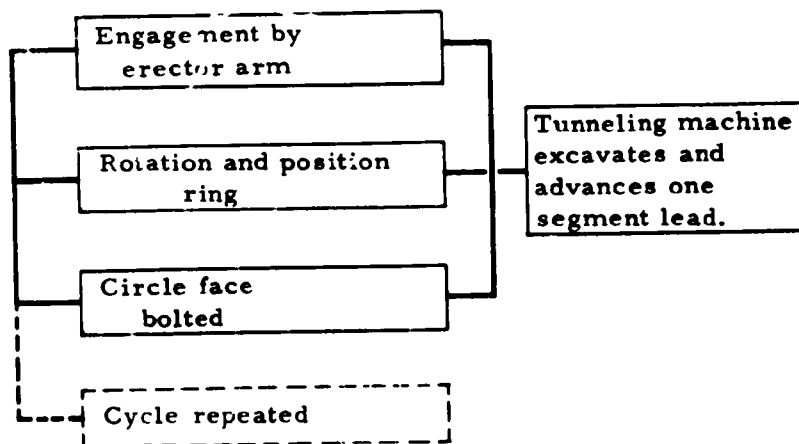 Engagement by
erector arm
Rotation and position
ring
Circle face
bolted
Cycle repeated
Tunneling machine
excavates and
advances one
segment lead.